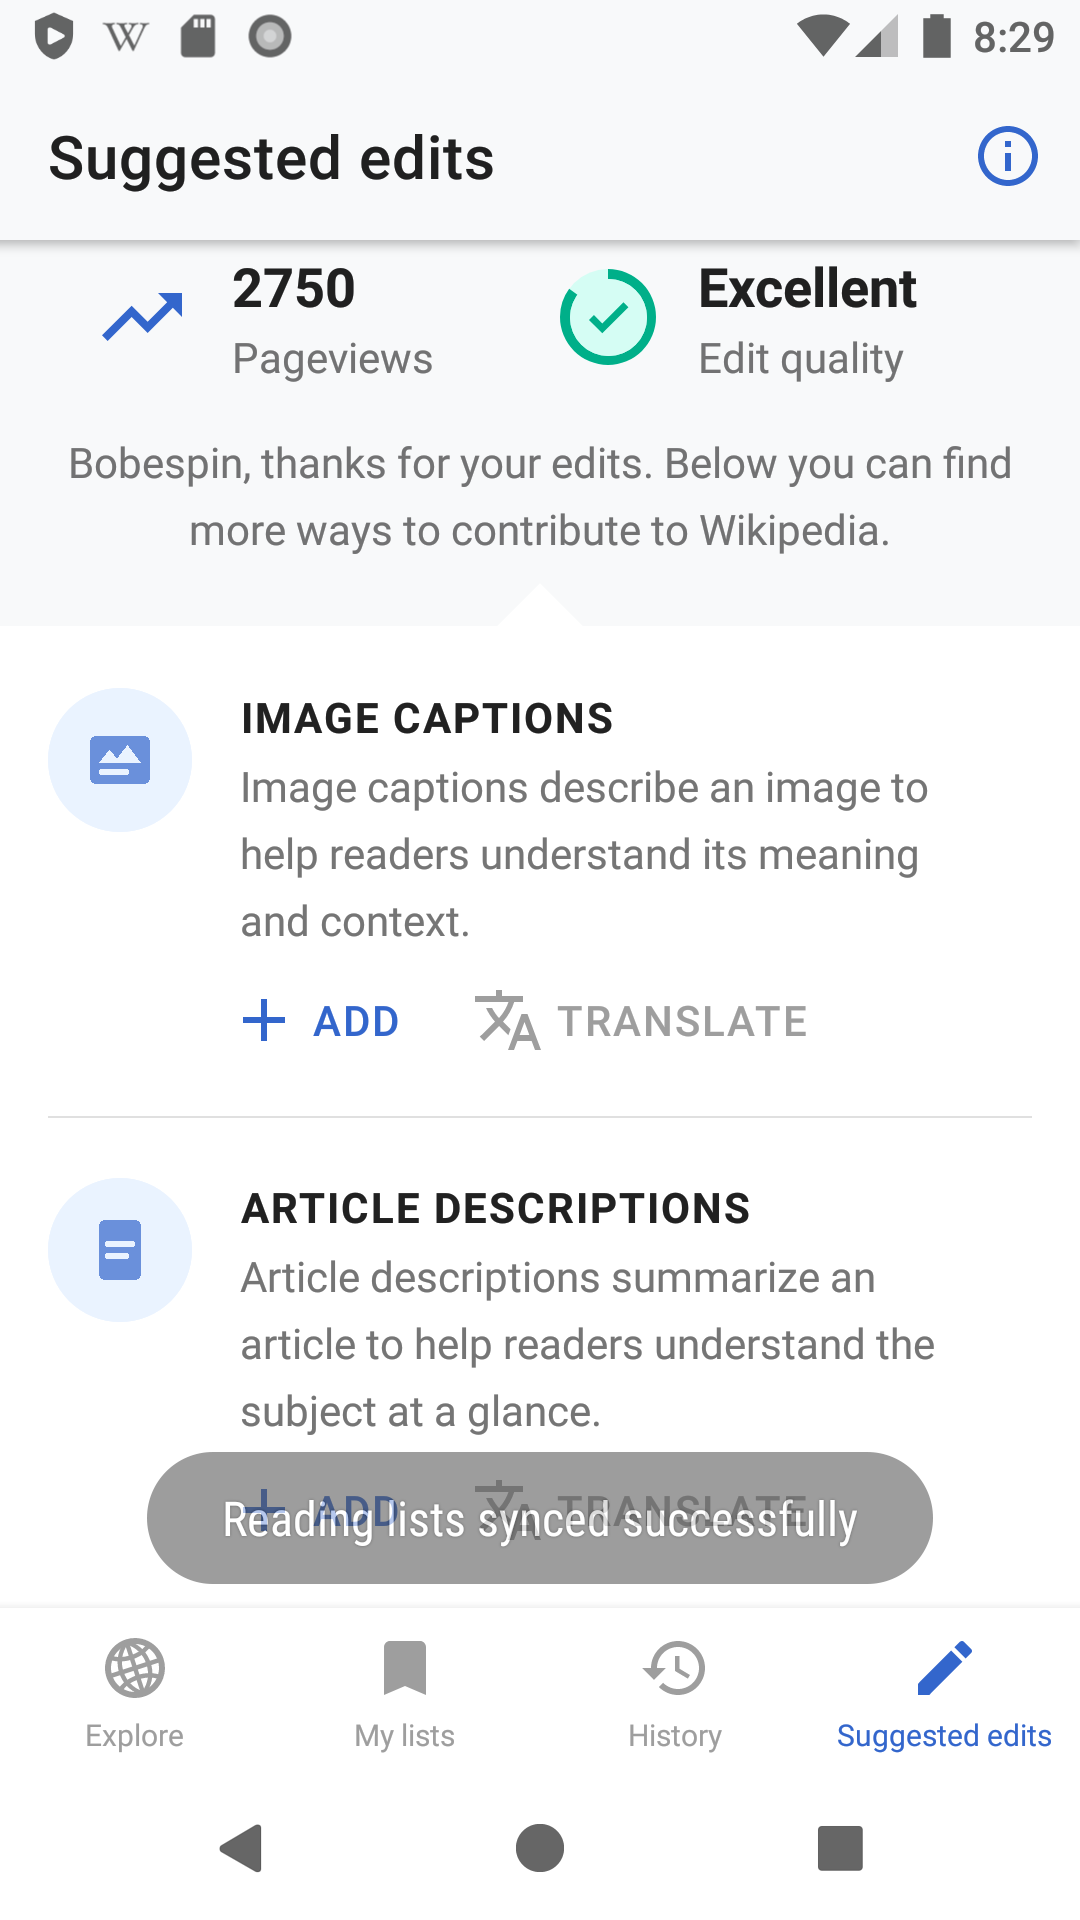 8:29
Suggested edits
2750
Pageviews
Excellent
Edit quality
Bobespin, thanks for your edits. Below you can find
more ways to contribute to Wikipedia.
IMAGE CAPTIONS
Image captions describe an image to
help readers understand its meaning
and context.
ADD TRANSLATE
ARTICLE DESCRIPTIONS
Article descriptions summarize an
article to help readers understand the
subject at a glance.
ADD TRANSLATE
Reading lists synced successfully
Explore My lists History Suggested edits